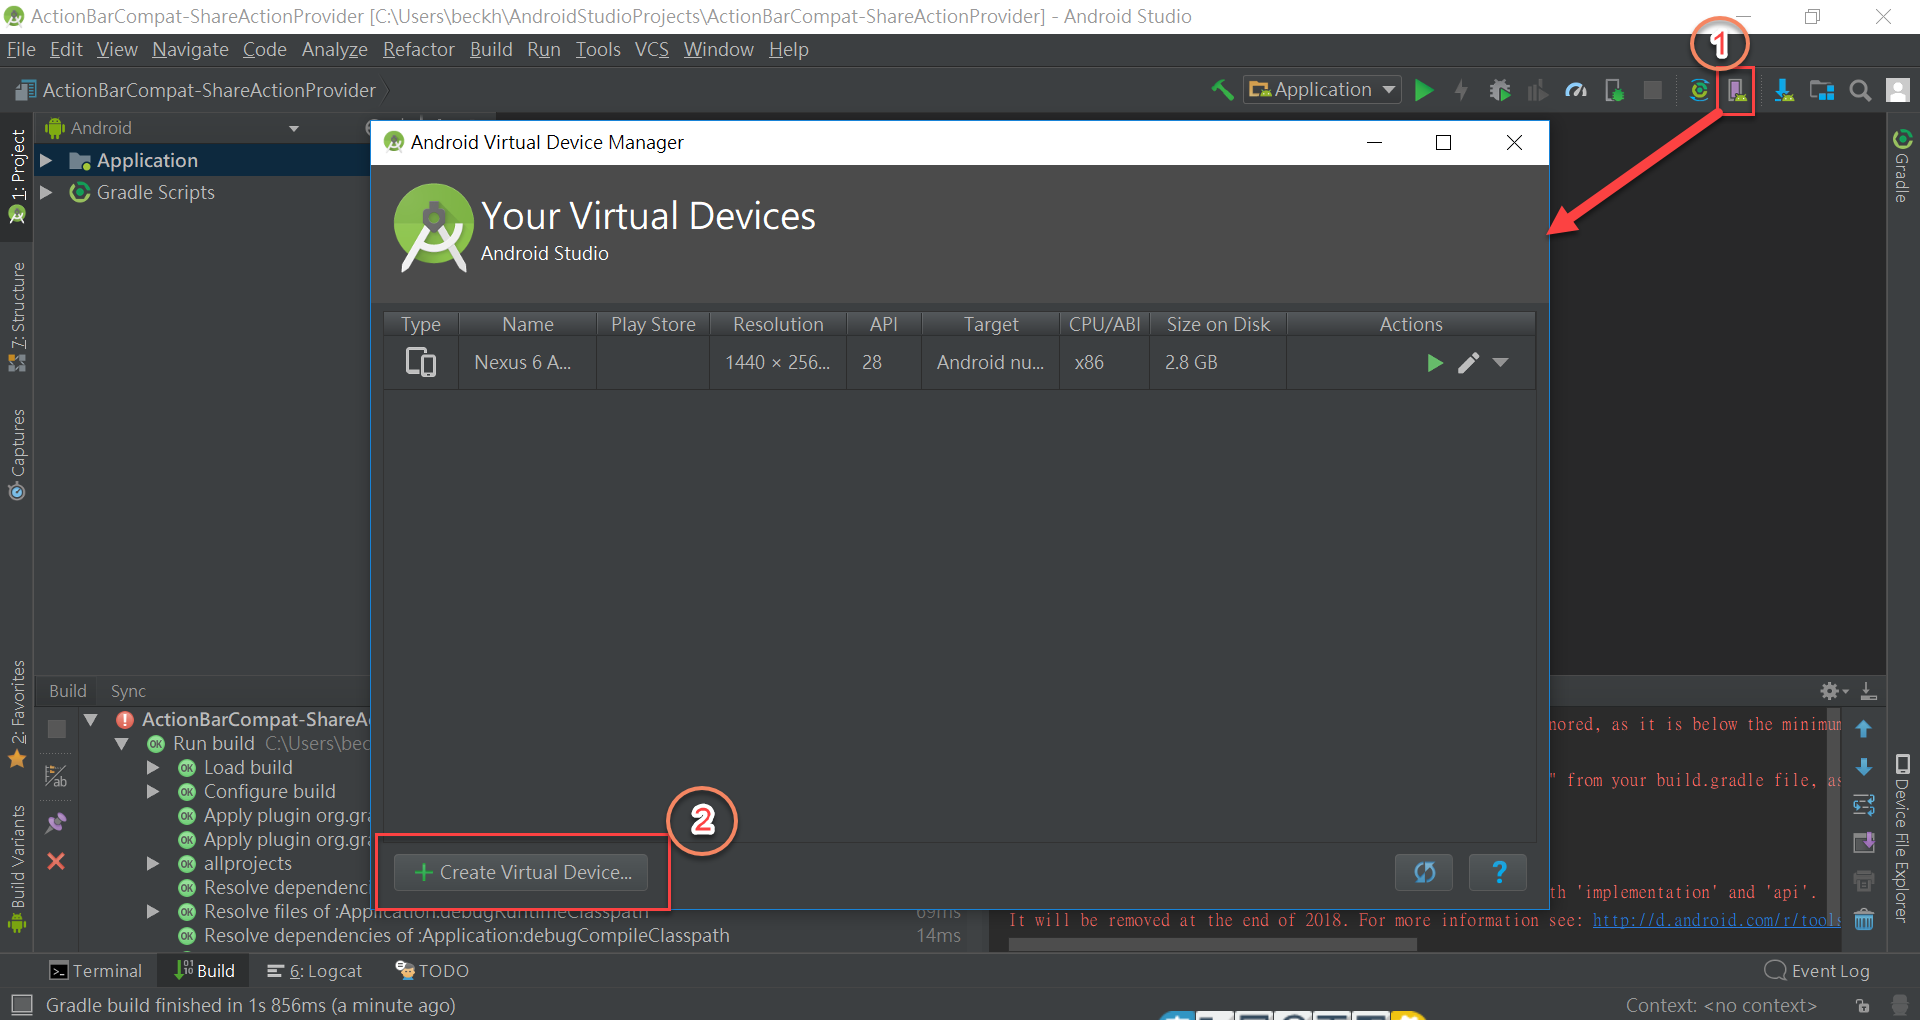 ActionBarCompat-ShareActionProvider [C:\Users\beckh\AndroidStudioProjects\ActionBarCompat-ShareActionProvider] - Android Studio
File Edit View Navigate Code Analyze Refactor Build Run Tools VCS Window Help
1
ActionBarCompat-ShareActionProvider
Application
Android
1: Project
Application
Gradle Scripts
7: Structure
Captures
2: Favorites
Build Variants
Gradle
Device File Explorer
Android Virtual Device Manager
Your Virtual Devices
Android Studio
Type Name Play Store Resolution API Target CPU/ABI Size on Disk Actions
Nexus 6 A... 1440 × 256... 28 Android nu... x86 2.8 GB
2
Create Virtual Device...
?
Build Sync
ActionBarCompat-ShareA
Run build C:\Users\bec
Load build
Configure build
Apply plugin org.gra
Apply plugin org.gra
allprojects
Resolve dependenci
Resolve files of :Application:debugRuntimeClasspath 69ms
Resolve dependencies of :Application:debugCompileClasspath 14ms
nored, as it is below the minimum
" from your build.gradle file, as
th 'implementation' and 'api'.
It will be removed at the end of 2018. For more information see: http://d.android.com/r/tools
Terminal Build 6: Logcat TODO Event Log
Gradle build finished in 1s 856ms (a minute ago) Context: <no context>